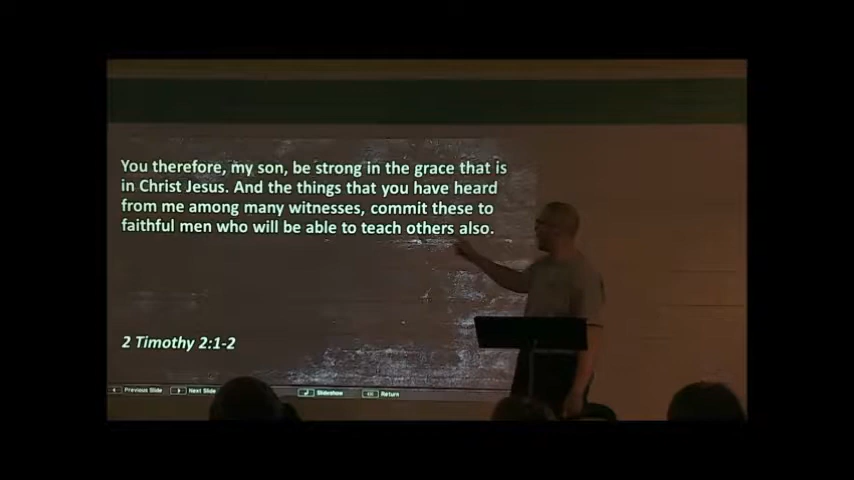 You therefore, my son, be strong in the grace that is
in Christ Jesus. And the things that you have heard
from me among many witnesses, commit these to
faithful men who will be able to teach others also.
2 Timothy 2:1-2
Previous Slide Next Slide Slideshow Return